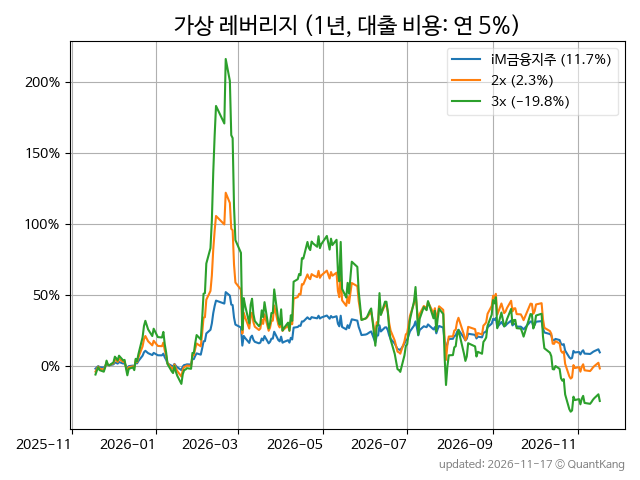 가상 레버리지 (1년, 대출 비용: 연 5%)
iM금융지주 (11.7%)
2x (2.3%)
3x (-19.8%)
200%
150%
100%
50%
0%
2025-11 2026-01 2026-03 2026-05 2026-07 2026-09 2026-11
updated: 2026-11-17 © QuantKang